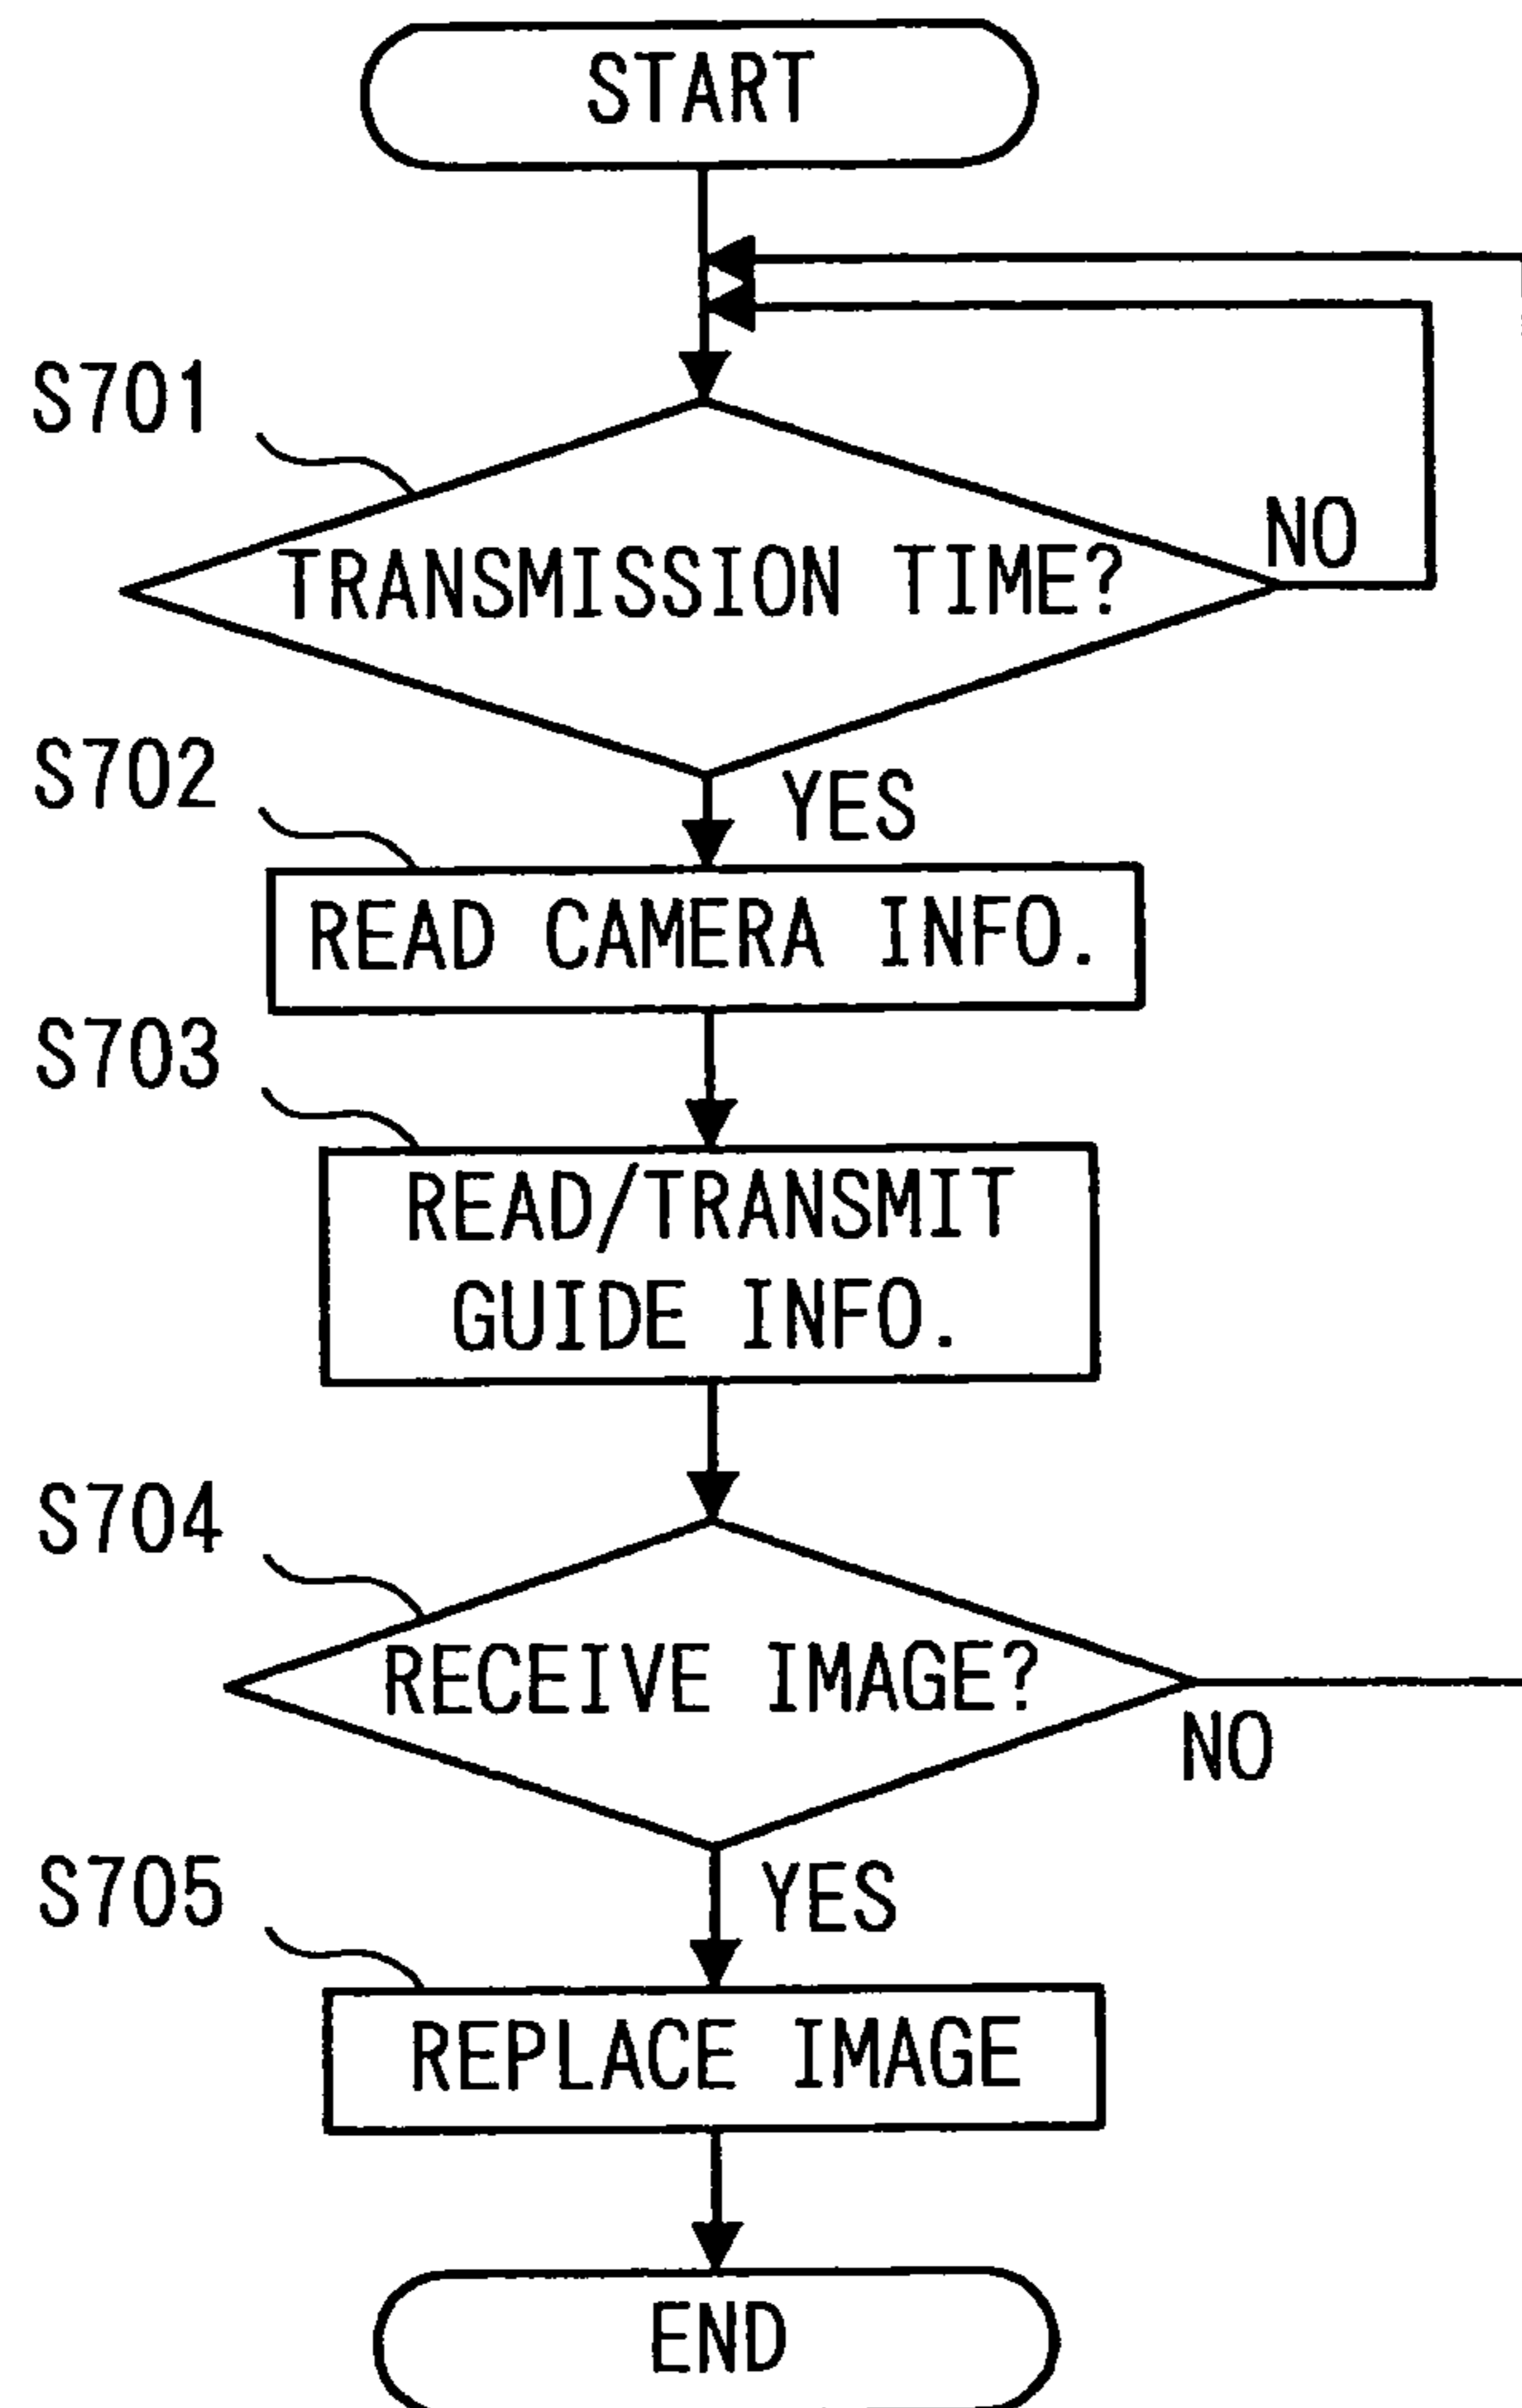 START
S701
TRANSMISSION TIME?
NO
S702
YES
READ CAMERA INFO.
S703
READ/TRANSMIT
GUIDE INFO.
S704
RECEIVE IMAGE?
NO
S705
YES
REPLACE IMAGE
END